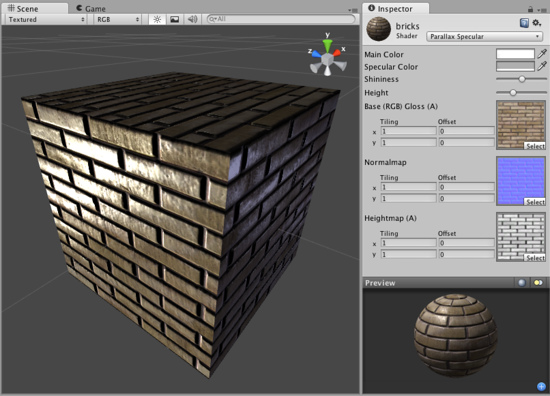 Scene
Game
Textured
RGB
All
y
x
z
Inspector
bricks
Shader
Parallax Specular
Main Color
Specular Color
Shininess
Height
Base (RGB) Gloss (A)
Tiling Offset
x 1 0
y 1 0
Select
Normalmap
Tiling Offset
x 1 0
y 1 0
Select
Heightmap (A)
Tiling Offset
x 1 0
y 1 0
Select
Preview